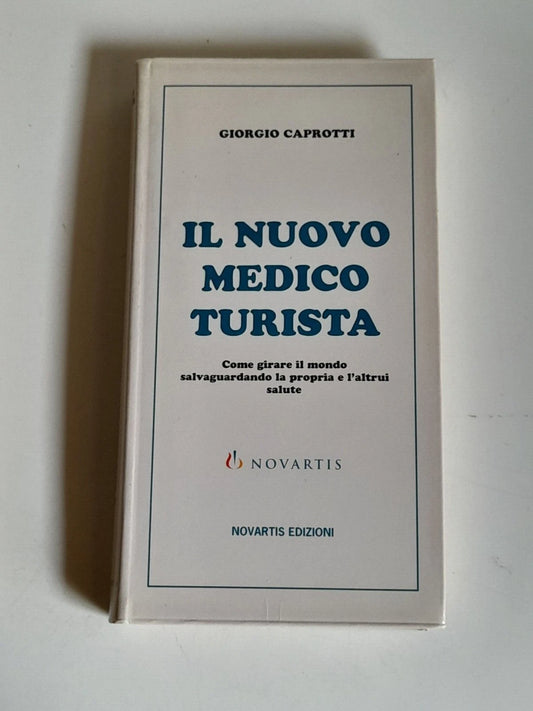 GIORGIO CAPROTTI
IL NUOVO
MEDICO
TURISTA
Come girare il mondo
salvaguardando la propria e l'altrui
salute
NOVARTIS
NOVARTIS EDIZIONI